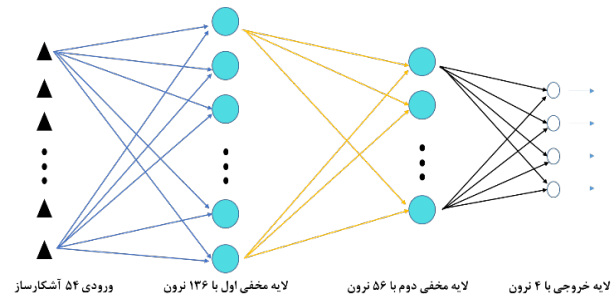 ورودی ۵۴ آشکارساز
لایه مخفی اول با ۱۳۶ نرون
لایه مخفی دوم با ۵۶ نرون
لایه خروجی با ۴ نرون